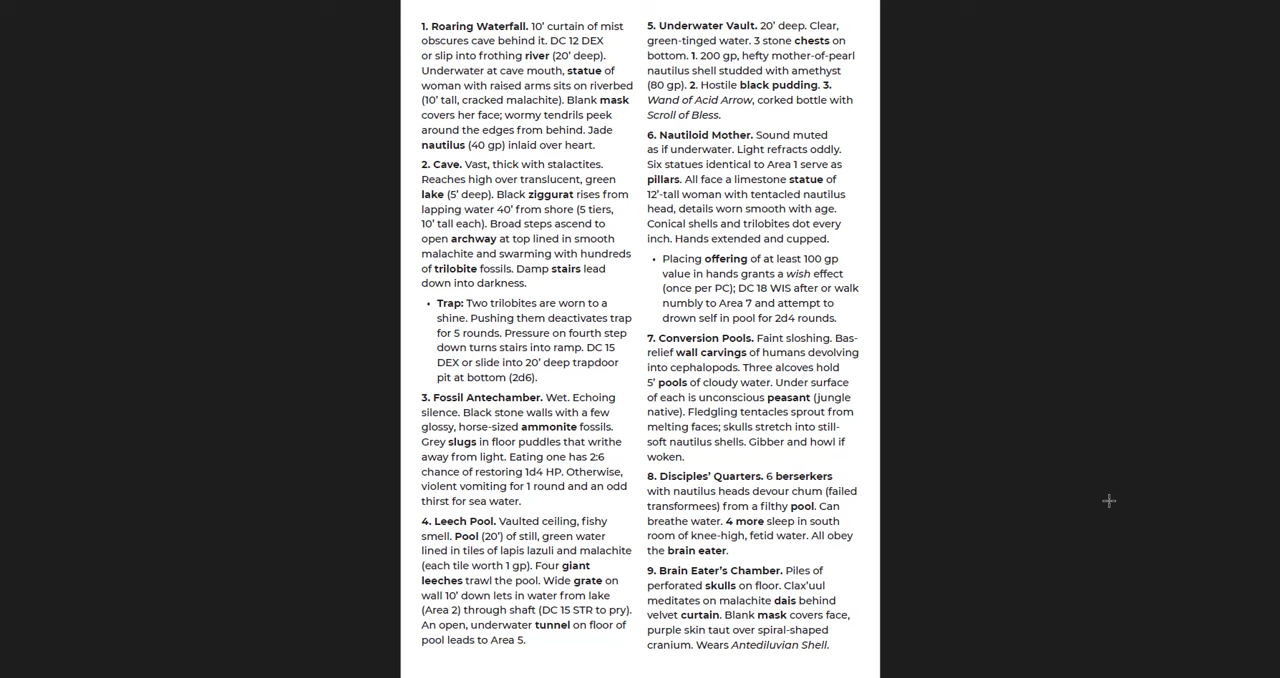 1. Roaring Waterfall. 10’ curtain of mist
obscures cave behind it. DC 12 DEX
or slip into frothing river (20’ deep).
Underwater at cave mouth, statue of
woman with raised arms sits on riverbed
(10’ tall, cracked malachite). Blank mask
covers her face; wormy tendrils peek
around the edges from behind. Jade
nautilus (40 gp) inlaid over heart.
2. Cave. Vast, thick with stalactites.
Reaches high over translucent, green
lake (5’ deep). Black ziggurat rises from
lapping water 40’ from shore (5 tiers,
10’ tall each). Broad steps ascend to
open archway at top lined in smooth
malachite and swarming with hundreds
of trilobite fossils. Damp stairs lead
down into darkness.
• Trap: Two trilobites are worn to a
shine. Pushing them deactivates trap
for 5 rounds. Pressure on fourth step
down turns stairs into ramp. DC 15
DEX or slide into 20’ deep trapdoor
pit at bottom (2d6).
3. Fossil Antechamber. Wet. Echoing
silence. Black stone walls with a few
glossy, horse-sized ammonite fossils.
Grey slugs in floor puddles that writhe
away from light. Eating one has 2:6
chance of restoring 1d4 HP. Otherwise,
violent vomiting for 1 round and an odd
thirst for sea water.
4. Leech Pool. Vaulted ceiling, fishy
smell. Pool (20’) of still, green water
lined in tiles of lapis lazuli and malachite
(each tile worth 1 gp). Four giant
leeches trawl the pool. Wide grate on
wall 10’ down lets in water from lake
(Area 2) through shaft (DC 15 STR to pry).
An open, underwater tunnel on floor of
pool leads to Area 5.
5. Underwater Vault. 20’ deep. Clear,
green-tinged water. 3 stone chests on
bottom. 1. 200 gp, hefty mother-of-pearl
nautilus shell studded with amethyst
(80 gp). 2. Hostile black pudding. 3.
Wand of Acid Arrow, corked bottle with
Scroll of Bless.
6. Nautiloid Mother. Sound muted
as if underwater. Light refracts oddly.
Six statues identical to Area 1 serve as
pillars. All face a limestone statue of
12’-tall woman with tentacled nautilus
head, details worn smooth with age.
Conical shells and trilobites dot every
inch. Hands extended and cupped.
• Placing offering of at least 100 gp
value in hands grants a wish effect
(once per PC); DC 18 WIS after or walk
numbly to Area 7 and attempt to
drown self in pool for 2d4 rounds.
7. Conversion Pools. Faint sloshing. Bas-
relief wall carvings of humans devolving
into cephalopods. Three alcoves hold
5’ pools of cloudy water. Under surface
of each is unconscious peasant (jungle
native). Fledgling tentacles sprout from
melting faces; skulls stretch into still-
soft nautilus shells. Gibber and howl if
woken.
8. Disciples’ Quarters. 6 berserkers
with nautilus heads devour chum (failed
transformees) from a filthy pool. Can
breathe water. 4 more sleep in south
room of knee-high, fetid water. All obey
the brain eater.
9. Brain Eater’s Chamber. Piles of
perforated skulls on floor. Clax’uul
meditates on malachite dais behind
velvet curtain. Blank mask covers face,
purple skin taut over spiral-shaped
cranium. Wears Antediluvian Shell.